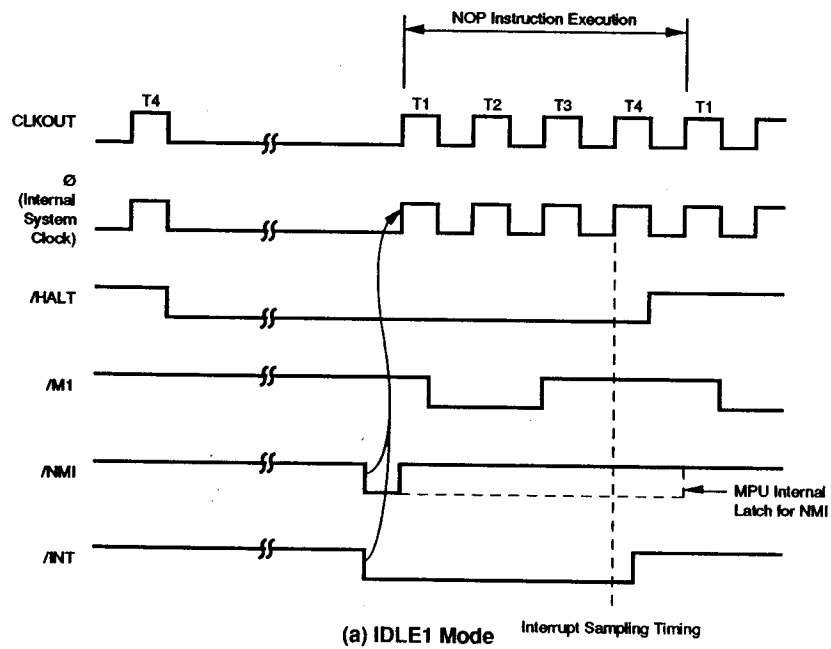 NOP Instruction Execution
T4
T1
T2
T3
T4
T1
CLKOUT
Ø
(Internal
System
Clock)
/HALT
/M1
/NMI
MPU Internal
Latch for NMI
/INT
(a) IDLE1 Mode
Interrupt Sampling Timing